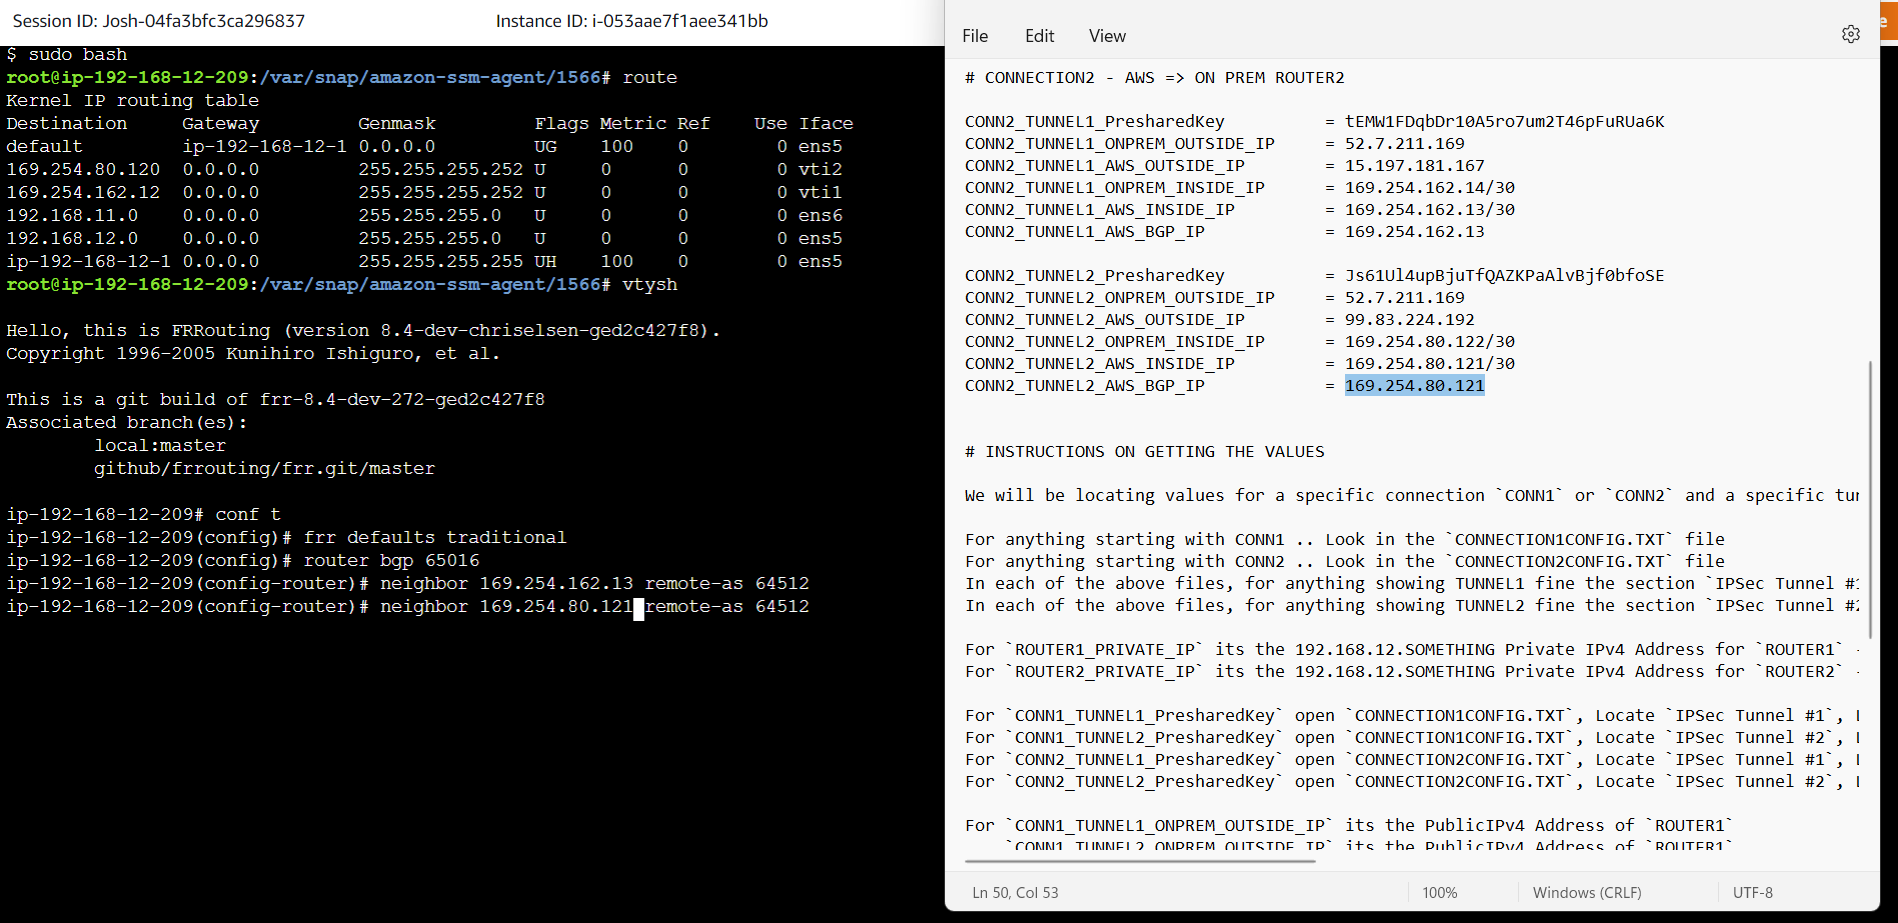 Session ID: Josh-04fa3bfc3ca296837 Instance ID: i-053aae7f1aee341bb
$ sudo bash
root@ip-192-168-12-209:/var/snap/amazon-ssm-agent/1566# route
Kernel IP routing table
Destination Gateway Genmask Flags Metric Ref Use Iface
default ip-192-168-12-1 0.0.0.0 UG 100 0 0 ens5
169.254.80.120 0.0.0.0 255.255.255.252 U 0 0 0 vti2
169.254.162.12 0.0.0.0 255.255.255.252 U 0 0 0 vti1
192.168.11.0 0.0.0.0 255.255.255.0 U 0 0 0 ens6
192.168.12.0 0.0.0.0 255.255.255.0 U 0 0 0 ens5
ip-192-168-12-1 0.0.0.0 255.255.255.255 UH 100 0 0 ens5
root@ip-192-168-12-209:/var/snap/amazon-ssm-agent/1566# vtysh
Hello, this is FRRouting (version 8.4-dev-chriselsen-ged2c427f8).
Copyright 1996-2005 Kunihiro Ishiguro, et al.
This is a git build of frr-8.4-dev-272-ged2c427f8
Associated branch(es):
local:master
github/frrouting/frr.git/master
ip-192-168-12-209# conf t
ip-192-168-12-209(config)# frr defaults traditional
ip-192-168-12-209(config)# router bgp 65016
ip-192-168-12-209(config-router)# neighbor 169.254.162.13 remote-as 64512
ip-192-168-12-209(config-router)# neighbor 169.254.80.121 remote-as 64512
File Edit View
# CONNECTION2 - AWS => ON PREM ROUTER2
CONN2_TUNNEL1_PresharedKey = tEMW1FDqbDr10A5ro7um2T46pFuRUa6K
CONN2_TUNNEL1_ONPREM_OUTSIDE_IP = 52.7.211.169
CONN2_TUNNEL1_AWS_OUTSIDE_IP = 15.197.181.167
CONN2_TUNNEL1_ONPREM_INSIDE_IP = 169.254.162.14/30
CONN2_TUNNEL1_AWS_INSIDE_IP = 169.254.162.13/30
CONN2_TUNNEL1_AWS_BGP_IP = 169.254.162.13
CONN2_TUNNEL2_PresharedKey = Js61Ul4upBjuTfQAZKPaAlvBjf0bfoSE
CONN2_TUNNEL2_ONPREM_OUTSIDE_IP = 52.7.211.169
CONN2_TUNNEL2_AWS_OUTSIDE_IP = 99.83.224.192
CONN2_TUNNEL2_ONPREM_INSIDE_IP = 169.254.80.122/30
CONN2_TUNNEL2_AWS_INSIDE_IP = 169.254.80.121/30
CONN2_TUNNEL2_AWS_BGP_IP = 169.254.80.121
# INSTRUCTIONS ON GETTING THE VALUES
We will be locating values for a specific connection `CONN1` or `CONN2` and a specific tun
For anything starting with CONN1 .. Look in the `CONNECTION1CONFIG.TXT` file
For anything starting with CONN2 .. Look in the `CONNECTION2CONFIG.TXT` file
In each of the above files, for anything showing TUNNEL1 fine the section `IPSec Tunnel #1
In each of the above files, for anything showing TUNNEL2 fine the section `IPSec Tunnel #2
For `ROUTER1_PRIVATE_IP` its the 192.168.12.SOMETHING Private IPv4 Address for `ROUTER1` -
For `ROUTER2_PRIVATE_IP` its the 192.168.12.SOMETHING Private IPv4 Address for `ROUTER2` -
For `CONN1_TUNNEL1_PresharedKey` open `CONNECTION1CONFIG.TXT`, Locate `IPSec Tunnel #1`,
For `CONN1_TUNNEL2_PresharedKey` open `CONNECTION1CONFIG.TXT`, Locate `IPSec Tunnel #2`,
For `CONN2_TUNNEL1_PresharedKey` open `CONNECTION2CONFIG.TXT`, Locate `IPSec Tunnel #1`,
For `CONN2_TUNNEL2_PresharedKey` open `CONNECTION2CONFIG.TXT`, Locate `IPSec Tunnel #2`,
For `CONN1_TUNNEL1_ONPREM_OUTSIDE_IP` its the PublicIPv4 Address of `ROUTER1`
`CONN1_TUNNEL2_ONPREM_OUTSIDE_IP` its the PublicIPv4 Address of `ROUTER1`
Ln 50, Col 53 100% Windows (CRLF) UTF-8